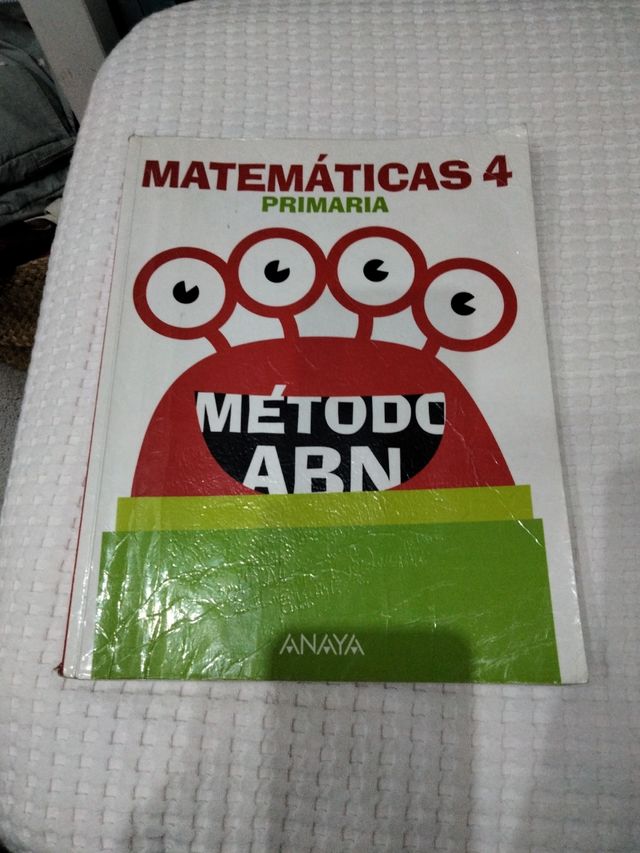 MATEMÁTICAS 4
PRIMARIA
MÉTODO
ABN
ANAYA